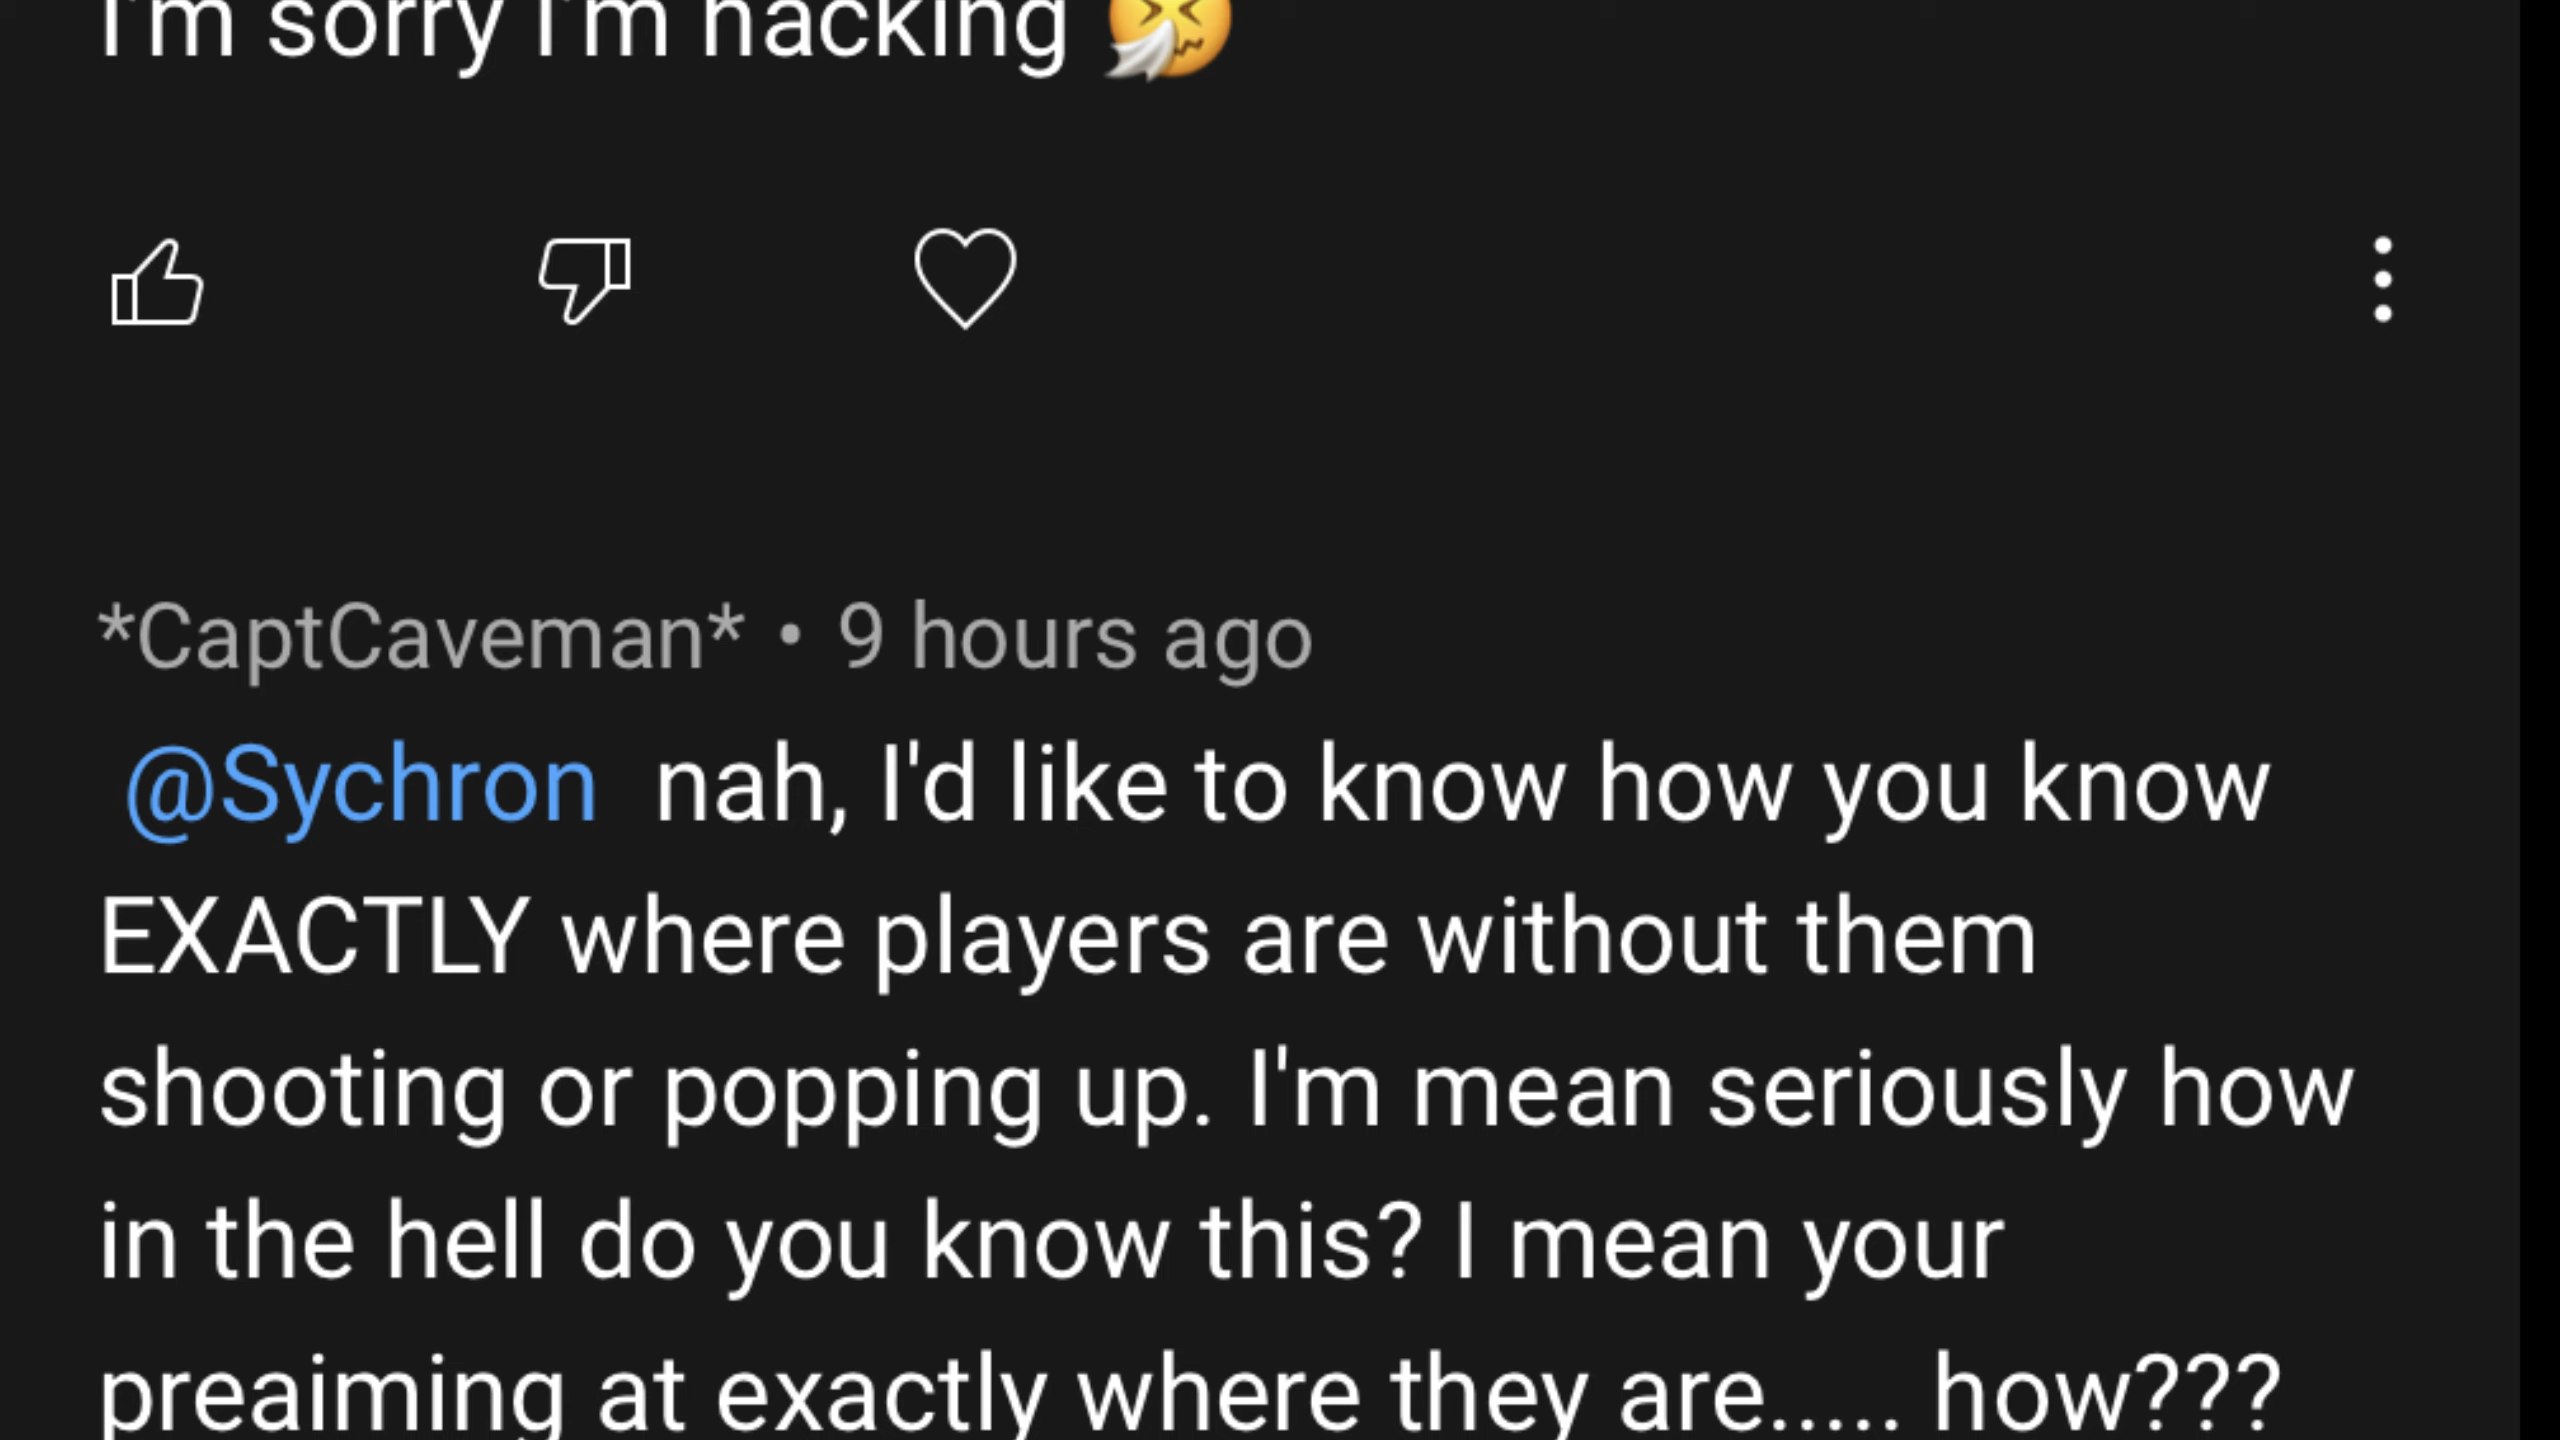 I'm sorry I'm hacking 🤧
*CaptCaveman* • 9 hours ago
@Sychron nah, I'd like to know how you know
EXACTLY where players are without them
shooting or popping up. I'm mean seriously how
in the hell do you know this? I mean your
preaiming at exactly where they are..... how???